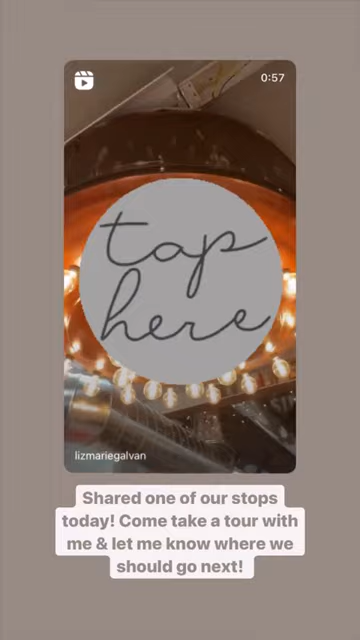 0:57
tap
here
lizmariegalvan
Shared one of our stops
today! Come take a tour with
me & let me know where we
should go next!